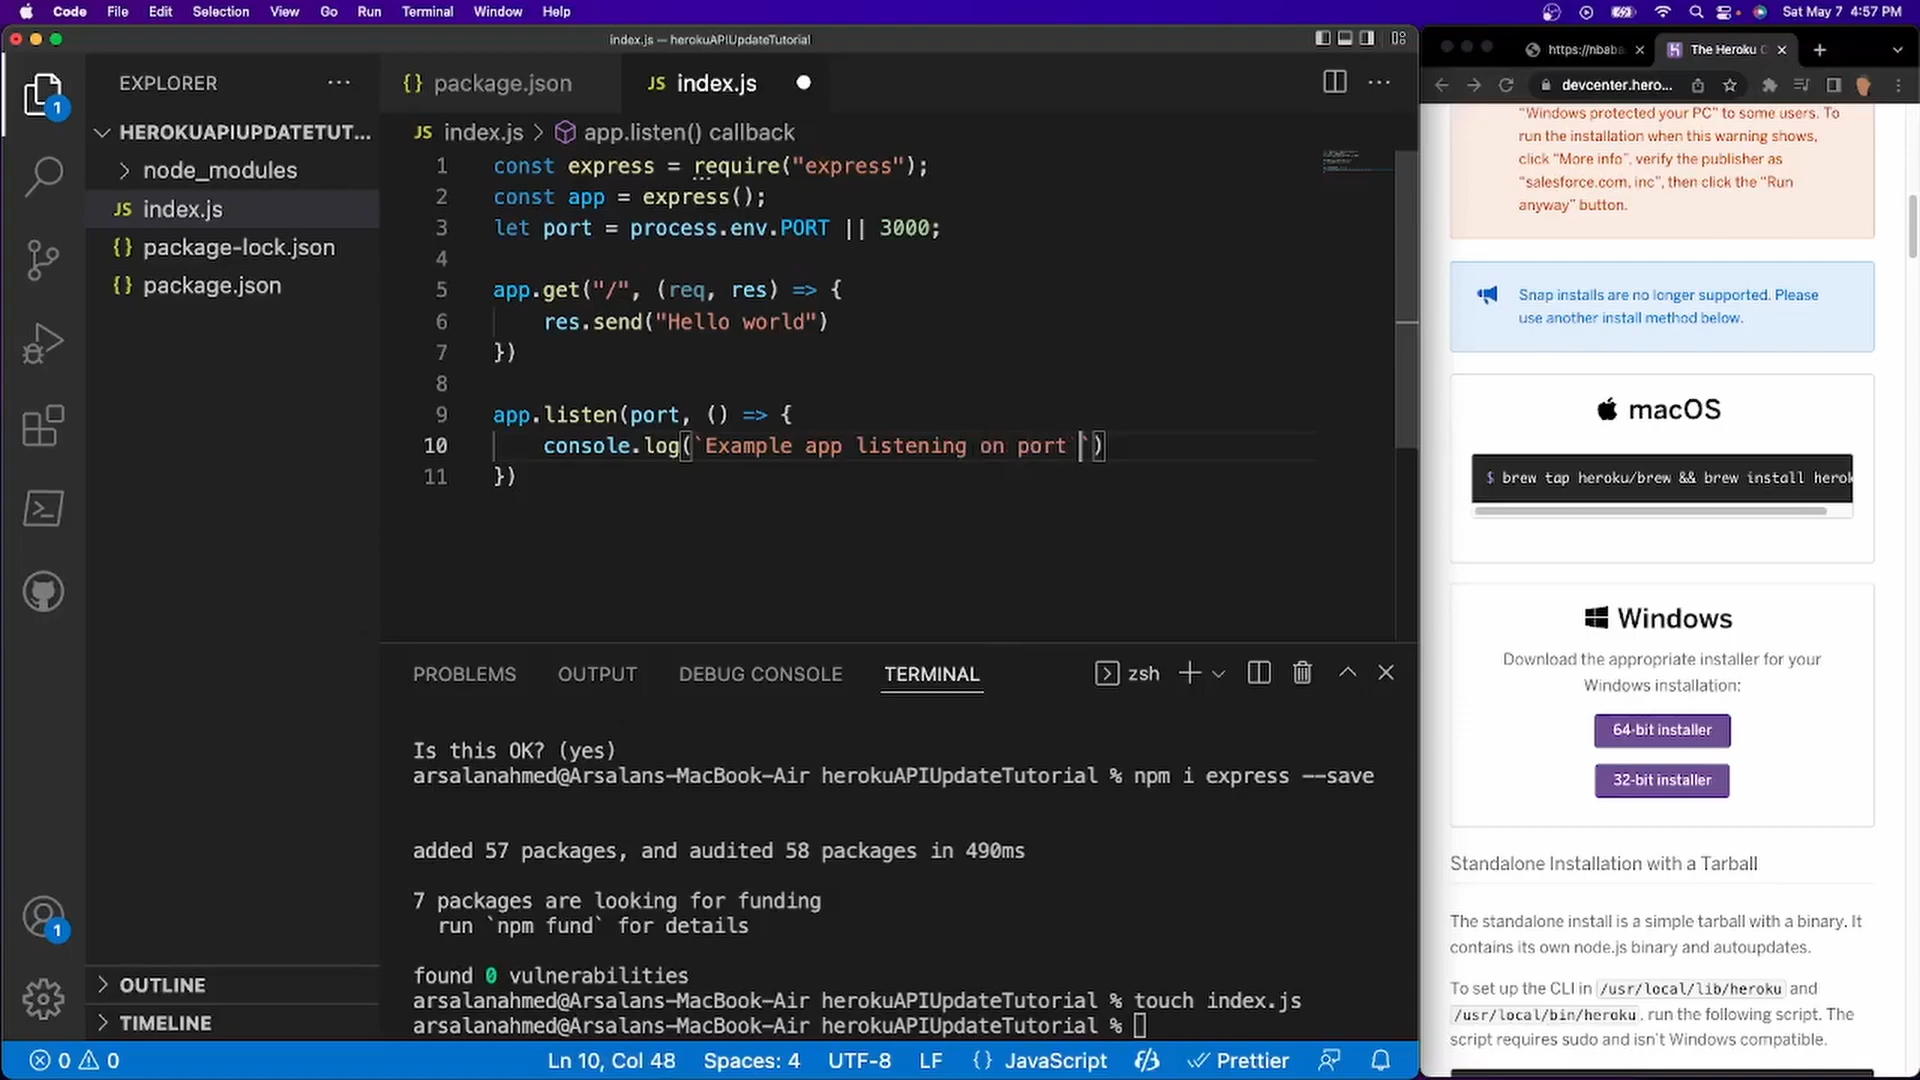 Code File Edit Selection View Go Run Terminal Window Help Sat May 7 4:57 PM
index.js — herokuAPIUpdateTutorial
EXPLORER
HEROKUAPIUPDATETUT...
node_modules
JS index.js
{} package-lock.json
{} package.json
OUTLINE
TIMELINE
1
1
{} package.json JS index.js
JS index.js > app.listen() callback
1 const express = require("express");
2 const app = express();
3 let port = process.env.PORT || 3000;
4
5 app.get("/", (req, res) => {
6 res.send("Hello world")
7 })
8
9 app.listen(port, () => {
10 console.log(`Example app listening on port `)
11 })
PROBLEMS OUTPUT DEBUG CONSOLE TERMINAL zsh
Is this OK? (yes)
arsalanahmed@Arsalans-MacBook-Air herokuAPIUpdateTutorial % npm i express --save
added 57 packages, and audited 58 packages in 490ms
7 packages are looking for funding
run `npm fund` for details
found 0 vulnerabilities
arsalanahmed@Arsalans-MacBook-Air herokuAPIUpdateTutorial % touch index.js
arsalanahmed@Arsalans-MacBook-Air herokuAPIUpdateTutorial %
0 0 Ln 10, Col 48 Spaces: 4 UTF-8 LF {} JavaScript Prettier
https://nbaba The Heroku C
devcenter.hero...
"Windows protected your PC" to some users. To
run the installation when this warning shows,
click "More info", verify the publisher as
"salesforce.com, inc", then click the "Run
anyway" button.
Snap installs are no longer supported. Please
use another install method below.
macOS
$ brew tap heroku/brew && brew install herok
Windows
Download the appropriate installer for your
Windows installation:
64-bit installer
32-bit installer
Standalone Installation with a Tarball
The standalone install is a simple tarball with a binary. It
contains its own node.js binary and autoupdates.
To set up the CLI in /usr/local/lib/heroku and
/usr/local/bin/heroku, run the following script. The
script requires sudo and isn't Windows compatible.